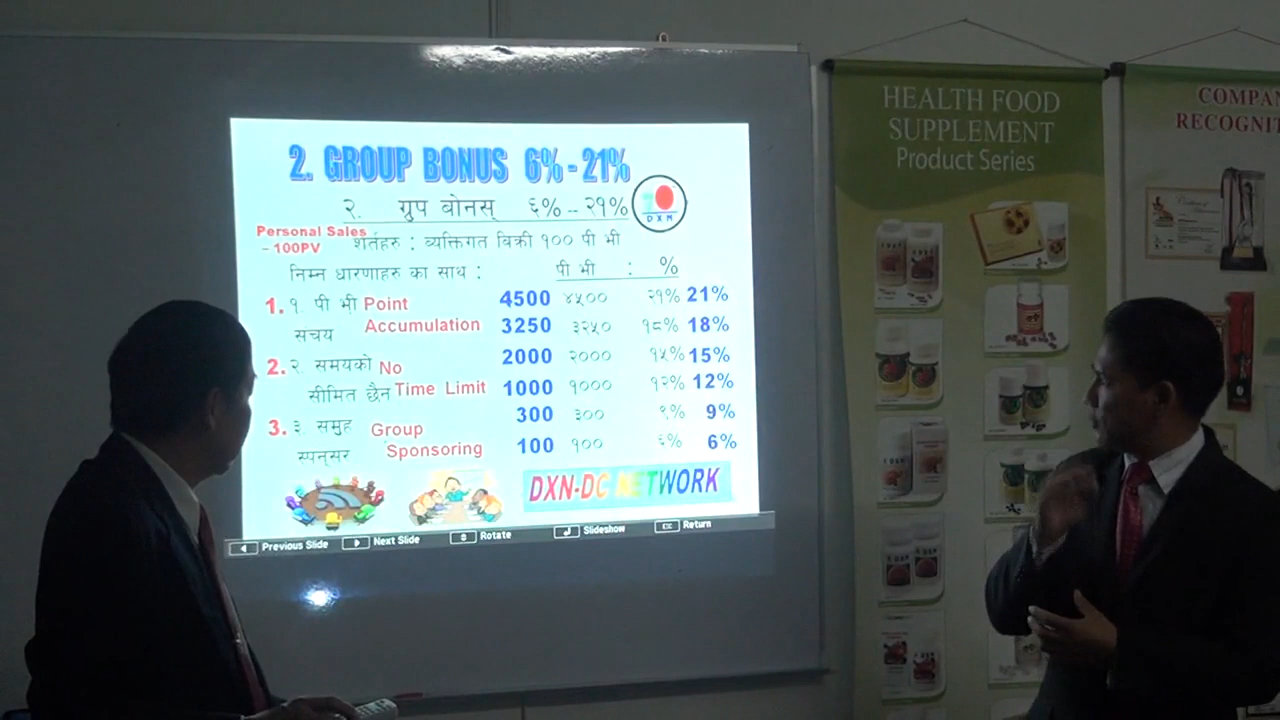 2. GROUP BONUS 6% - 21%
२. ग्रुप बोनस् ६% – २१%
DXN
Personal Sales
– 100PV
शर्तहरु : व्यक्तिगत बिक्री १०० पी भी
निम्न धारणाहरु का साथ : पी भी : %
1. १. पी भी Point 4500 ४५०० २१% 21%
सचय Accumulation 3250 ३२५० १८% 18%
2. २. समयको No 2000 २००० १५% 15%
सीमित छैन Time Limit 1000 १००० १२% 12%
3. ३. समुह Group 300 ३०० ९% 9%
स्पन्सर Sponsoring 100 १०० ६% 6%
DXN-DC NETWORK
Previous Slide Next Slide Rotate Slideshow Esc Return
HEALTH FOOD
SUPPLEMENT
Product Series
COMPAN
RECOGNIT